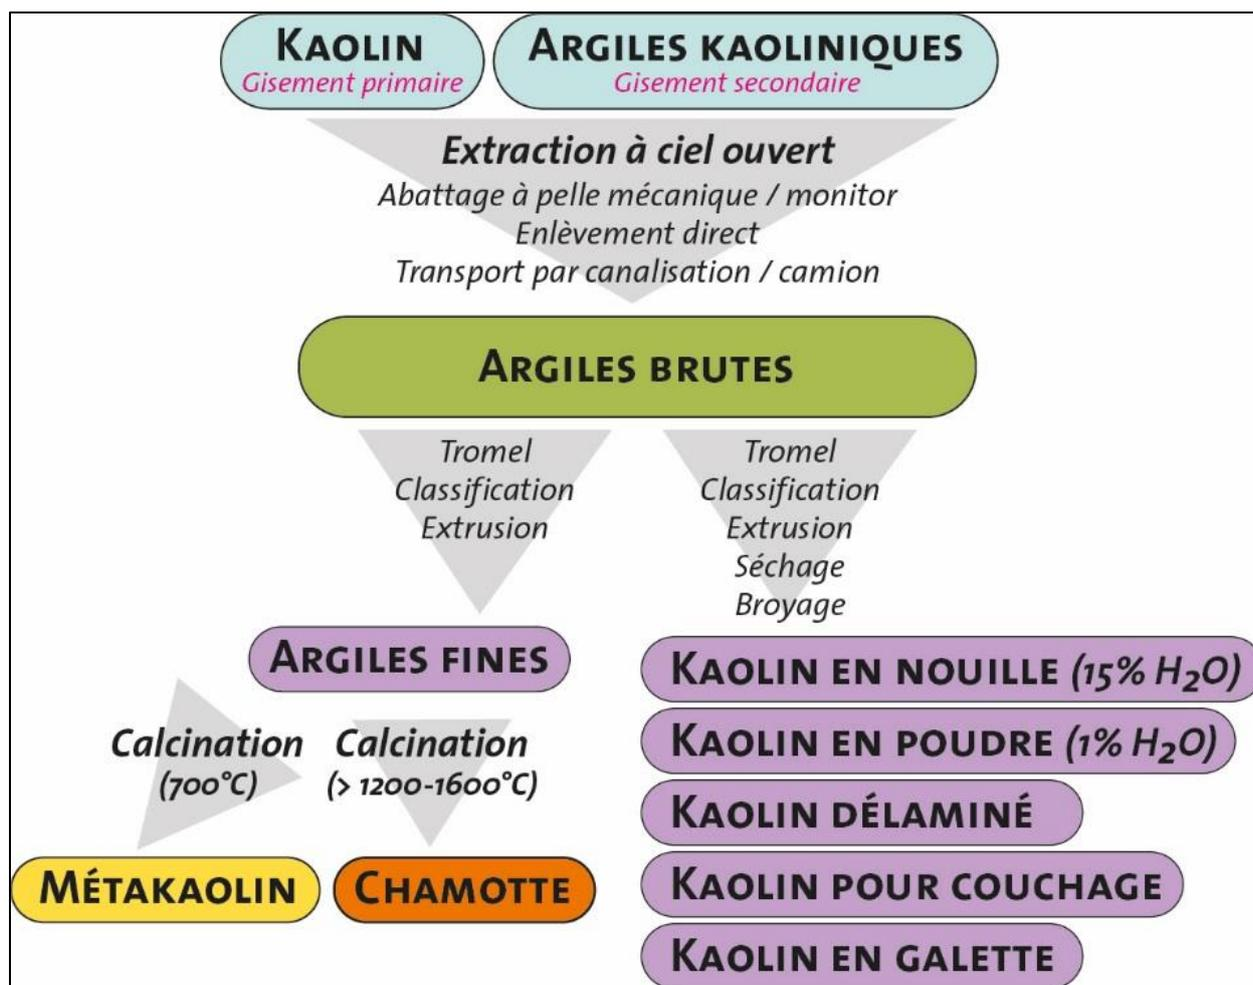 KAOLIN
Gisement primaire
ARGILES KAOLINIQUES
Gisement secondaire
Extraction à ciel ouvert
Abattage à pelle mécanique / monitor
Enlèvement direct
Transport par canalisation / camion
ARGILES BRUTES
Tromel
Classification
Extrusion
Tromel
Classification
Extrusion
Séchage
Broyage
ARGILES FINES
Calcination
(700°C)
Calcination
(> 1200-1600°C)
MÉTAKAOLIN
CHAMOTTE
KAOLIN EN NOUILLE (15% H₂O)
KAOLIN EN POUDRE (1% H₂O)
KAOLIN DÉLAMINÉ
KAOLIN POUR COUCHAGE
KAOLIN EN GALETTE